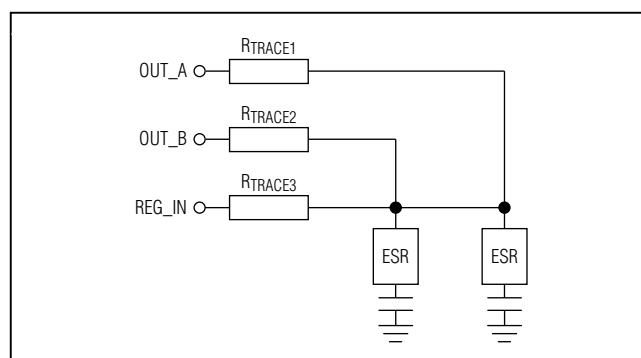 RTRACE1
OUT_A
RTRACE2
OUT_B
RTRACE3
REG_IN
ESR
ESR